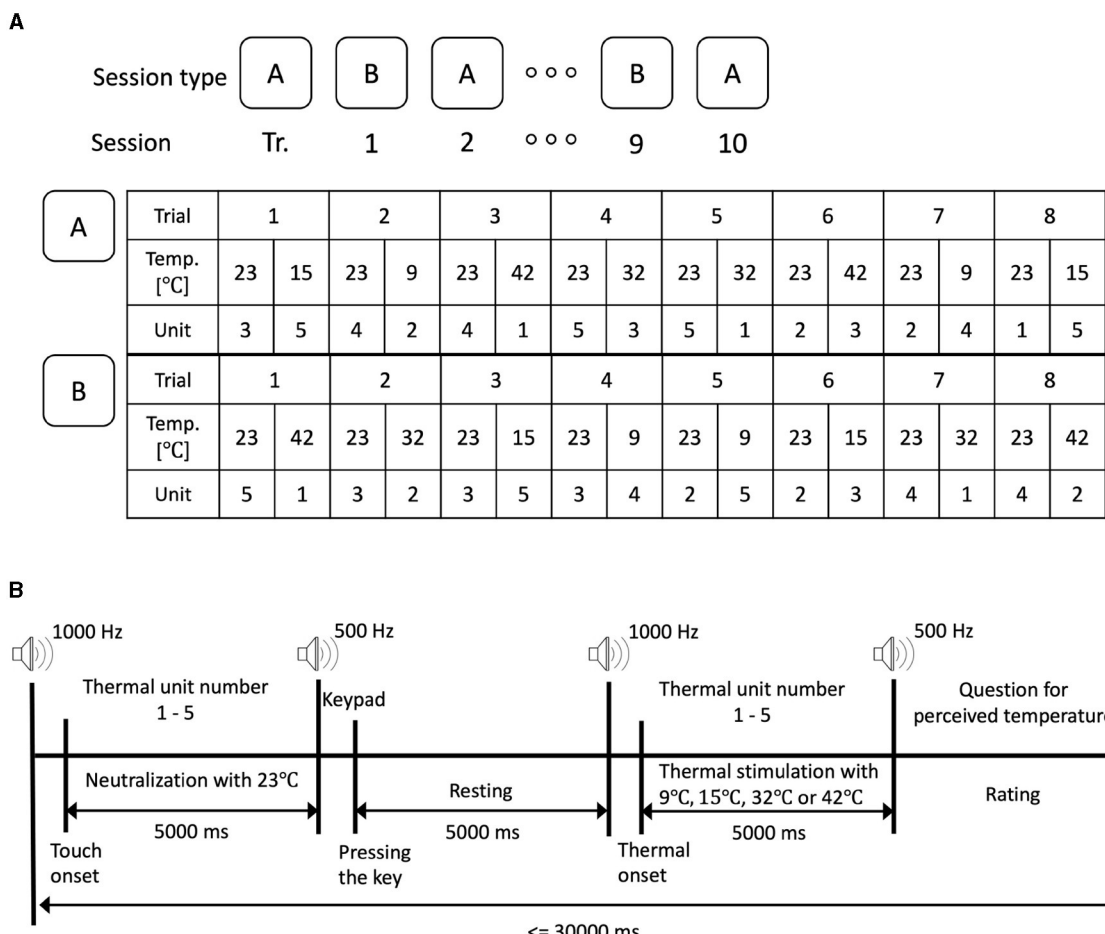 A
Session type A B A B A
Session Tr. 1 2 9 10
A
Trial 1 2 3 4 5 6 7 8
Temp. [°C] 23 15 23 9 23 42 23 32 23 32 23 42 23 9 23 15
Unit 3 5 4 2 4 1 5 3 5 1 2 3 2 4 1 5
B
Trial 1 2 3 4 5 6 7 8
Temp. [°C] 23 42 23 32 23 15 23 9 23 9 23 15 23 32 23 42
Unit 5 1 3 2 3 5 3 4 2 5 2 3 4 1 4 2
B
1000 Hz 500 Hz 1000 Hz 500 Hz
Thermal unit number
1 - 5
Keypad
Thermal unit number
1 - 5
Question for
perceived temperature
Neutralization with 23°C
5000 ms
Resting
5000 ms
Thermal stimulation with
9°C, 15°C, 32°C or 42°C
5000 ms
Rating
Touch
onset
Pressing
the key
Thermal
onset
<= 30000 ms